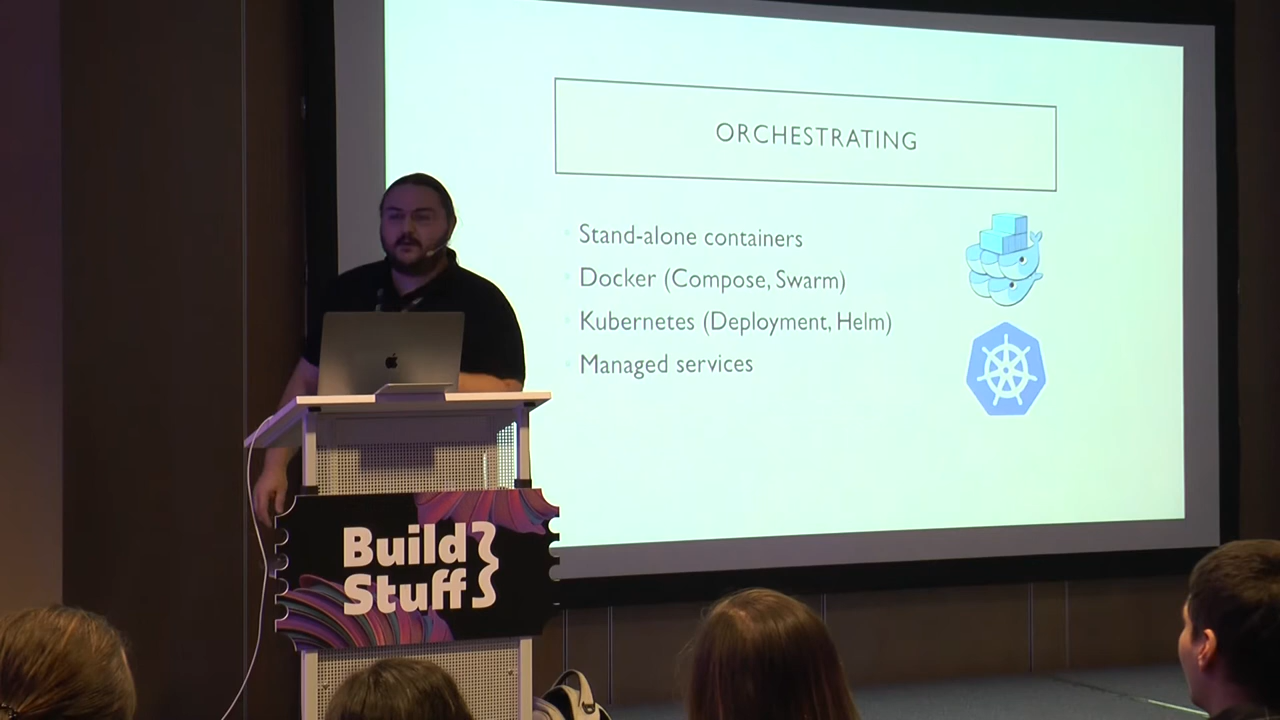 ORCHESTRATING
Stand-alone containers
Docker (Compose, Swarm)
Kubernetes (Deployment, Helm)
Managed services
Build
Stuff